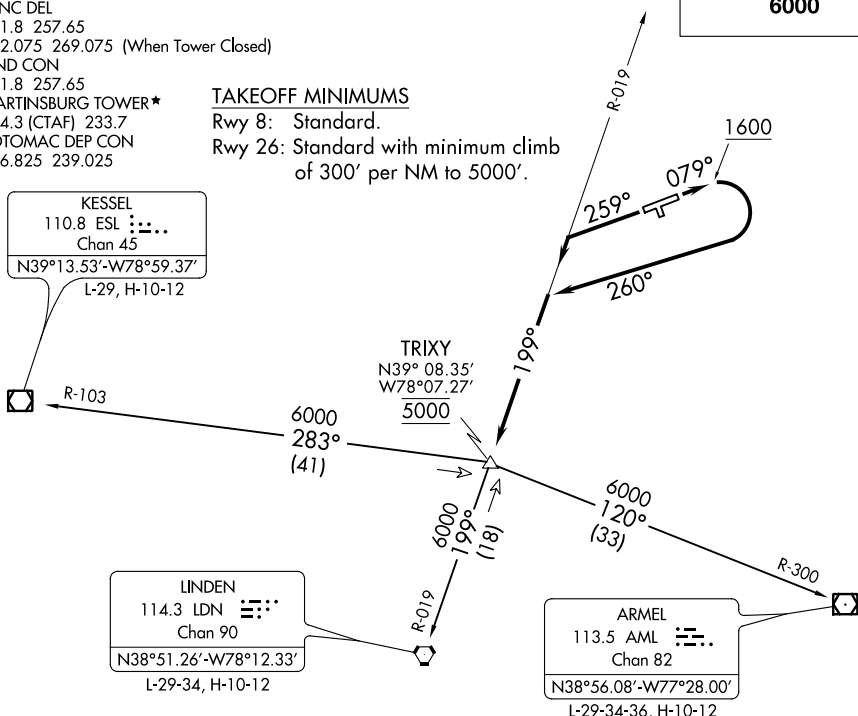 NC DEL
1.8 257.65
2.075 269.075 (When Tower Closed)
ND CON
1.8 257.65
ARTINSBURG TOWER★
4.3 (CTAF) 233.7
OTOMAC DEP CON
6.825 239.025
6000
TAKEOFF MINIMUMS
Rwy 8: Standard.
Rwy 26: Standard with minimum climb
of 300' per NM to 5000'.
R-019
1600
079°
259°
260°
199°
KESSEL
110.8 ESL
Chan 45
N39°13.53'-W78°59.37'
L-29, H-10-12
TRIXY
N39° 08.35'
W78°07.27'
5000
R-103
6000
283°
(41)
6000
199°
(18)
R-019
6000
120°
(33)
R-300
LINDEN
114.3 LDN
Chan 90
N38°51.26'-W78°12.33'
L-29-34, H-10-12
ARMEL
113.5 AML
Chan 82
N38°56.08'-W77°28.00'
L-29-34-36, H-10-12